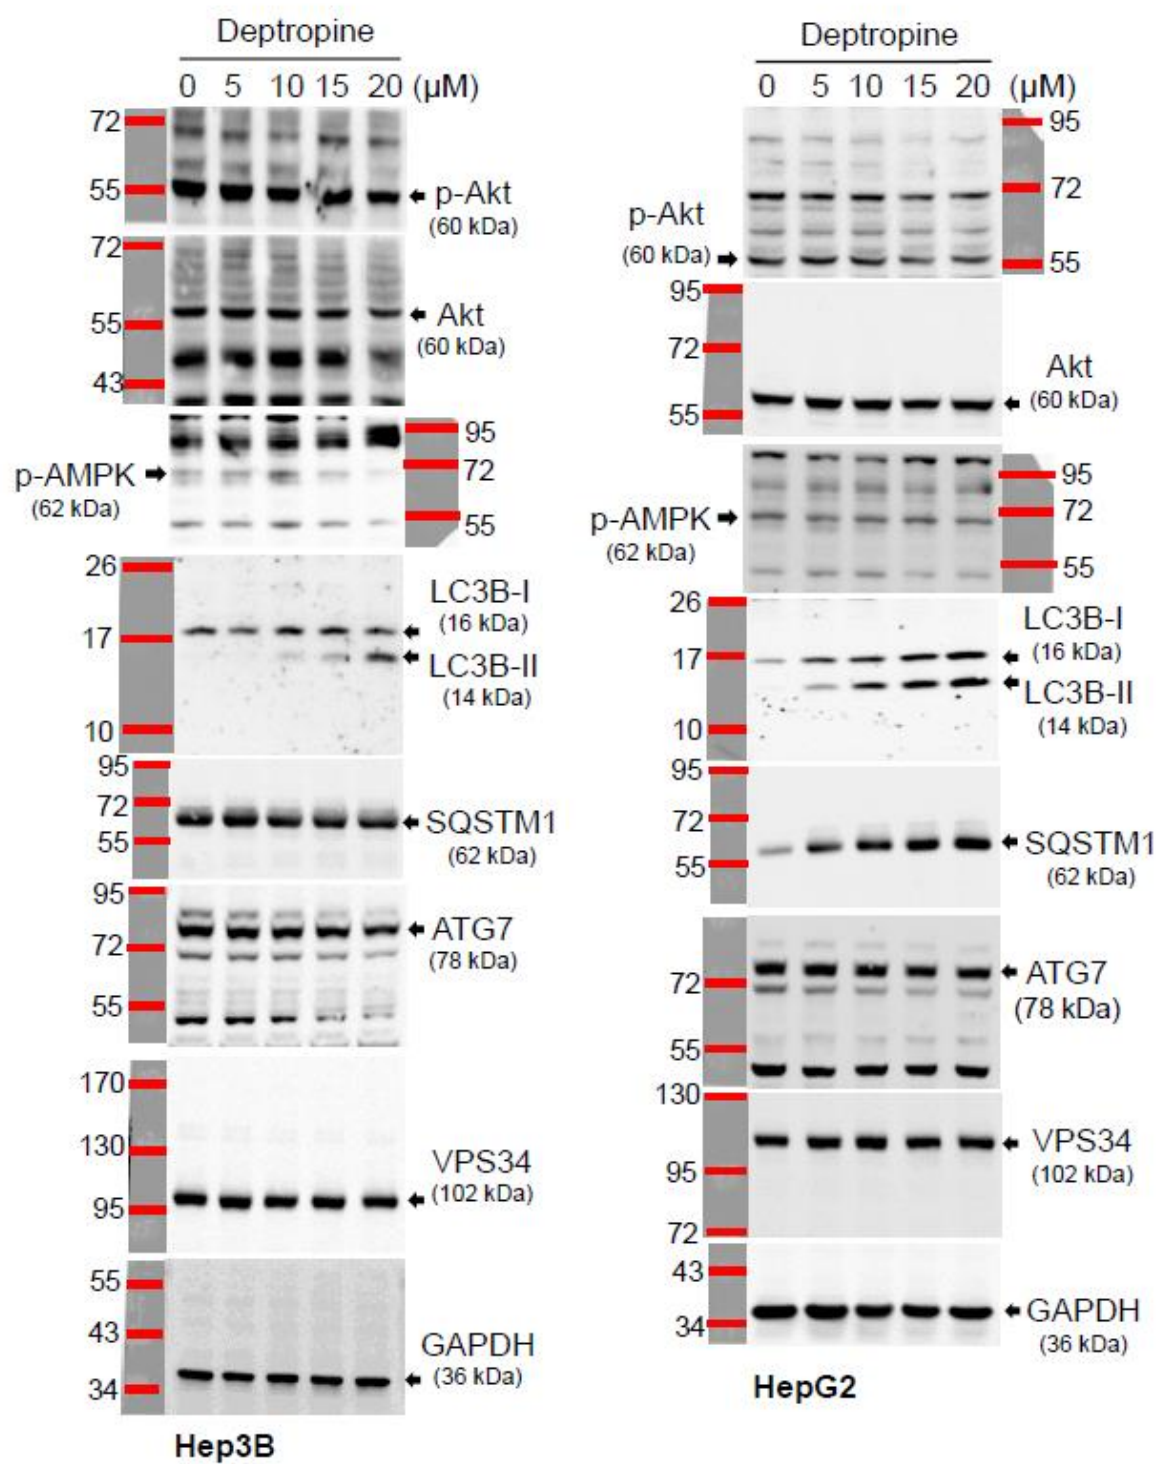 Deptropine
0 5 10 15 20 (μM)
72
55
p-Akt
(60 kDa)
72
55
43
Akt
(60 kDa)
p-AMPK
(62 kDa)
95
72
55
26
17
10
LC3B-I
(16 kDa)
LC3B-II
(14 kDa)
95
72
55
SQSTM1
(62 kDa)
95
72
55
ATG7
(78 kDa)
170
130
95
VPS34
(102 kDa)
55
43
34
GAPDH
(36 kDa)
Hep3B
Deptropine
0 5 10 15 20 (μM)
p-Akt
(60 kDa)
95
72
55
95
72
55
Akt
(60 kDa)
p-AMPK
(62 kDa)
95
72
55
26
17
10
LC3B-I
(16 kDa)
LC3B-II
(14 kDa)
95
72
55
SQSTM1
(62 kDa)
72
55
ATG7
(78 kDa)
130
95
72
VPS34
(102 kDa)
43
34
GAPDH
(36 kDa)
HepG2